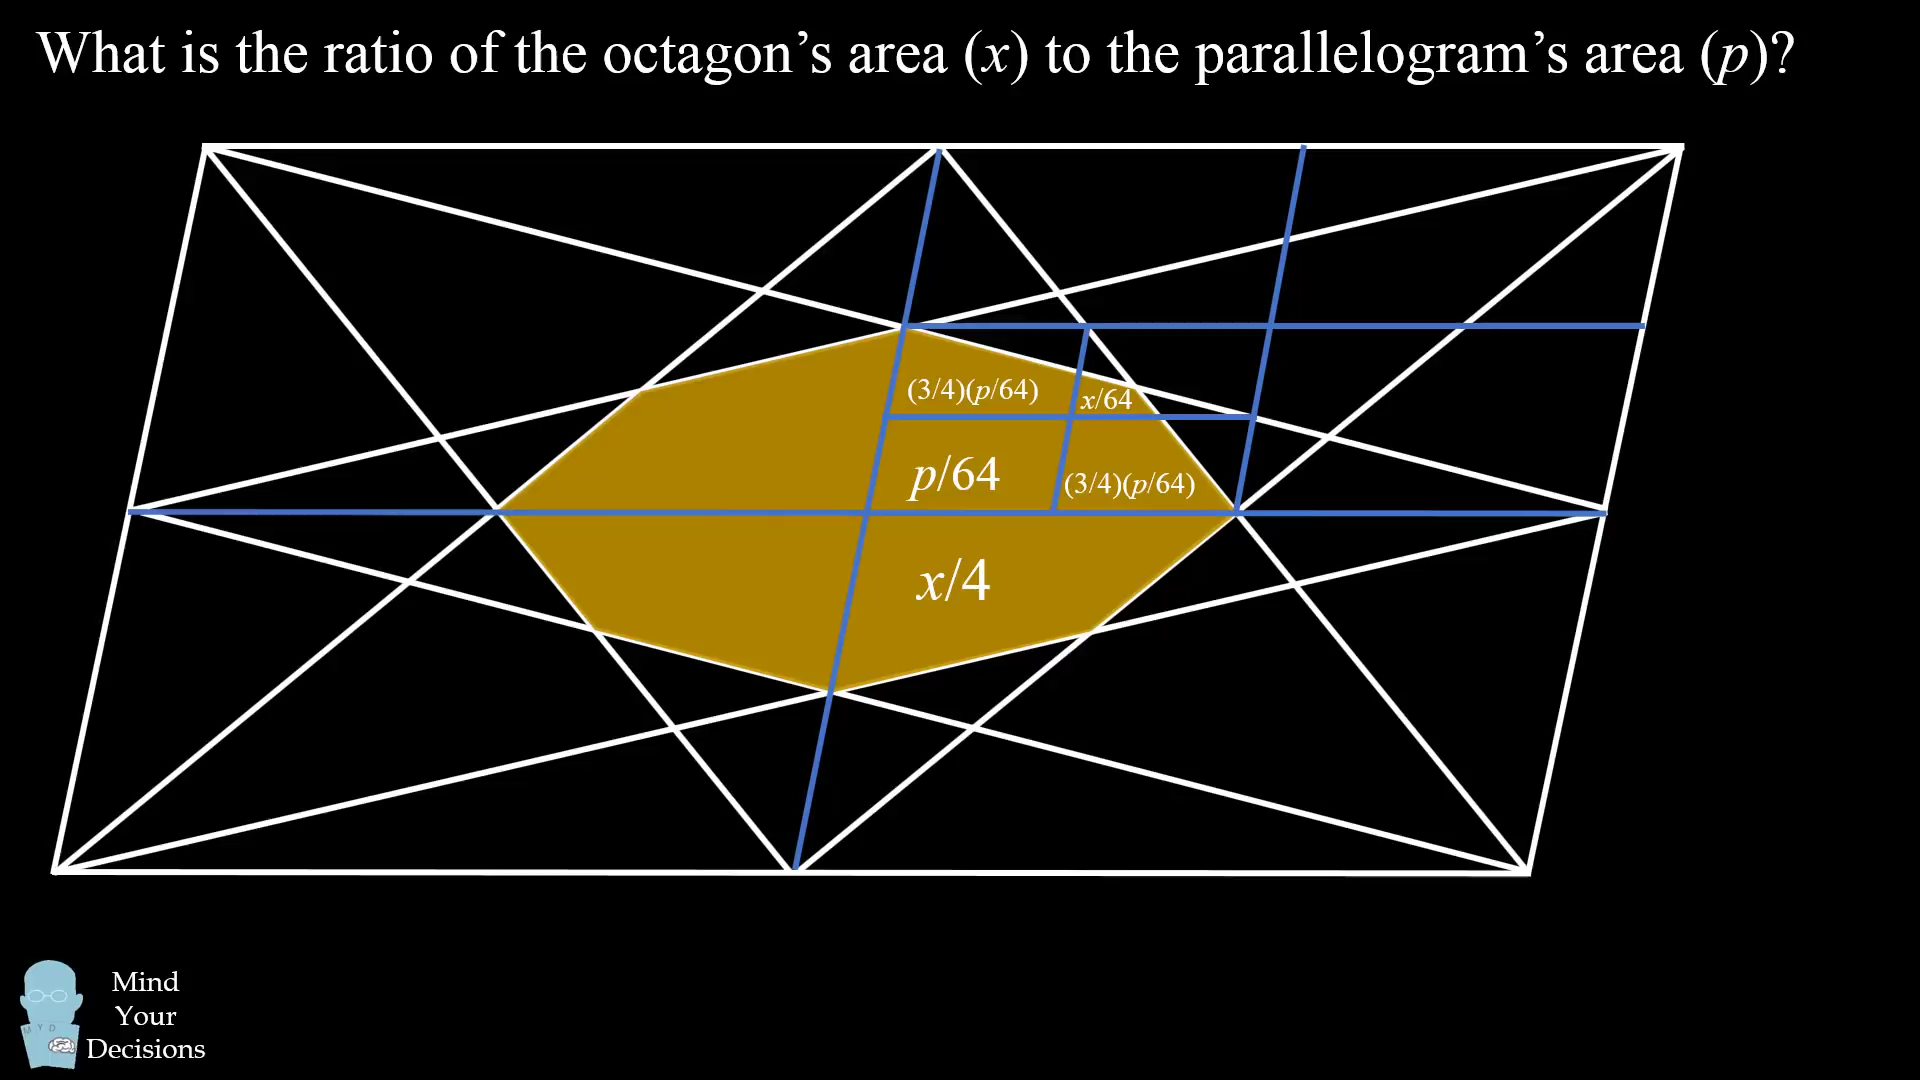 What is the ratio of the octagon’s area (x) to the parallelogram’s area (p)?
(3/4)(p/64)
x/64
p/64
(3/4)(p/64)
x/4
Mind
Your
Decisions
M Y D